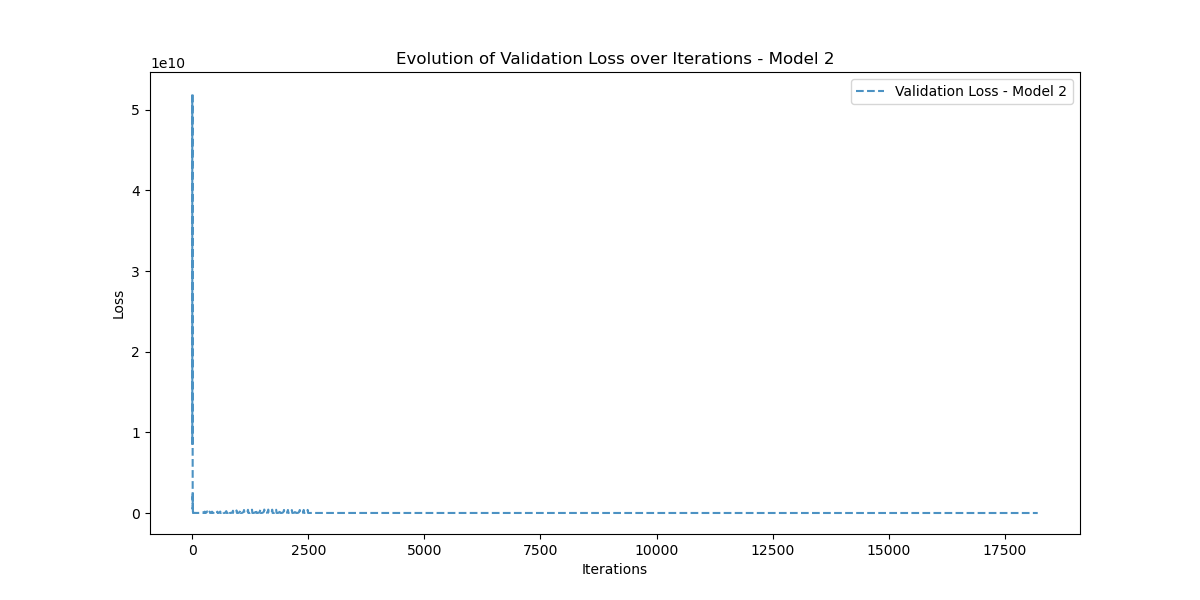 Evolution of Validation Loss over Iterations - Model 2
1e10
Validation Loss - Model 2
5
4
3
2
1
0
Loss
0 2500 5000 7500 10000 12500 15000 17500
Iterations